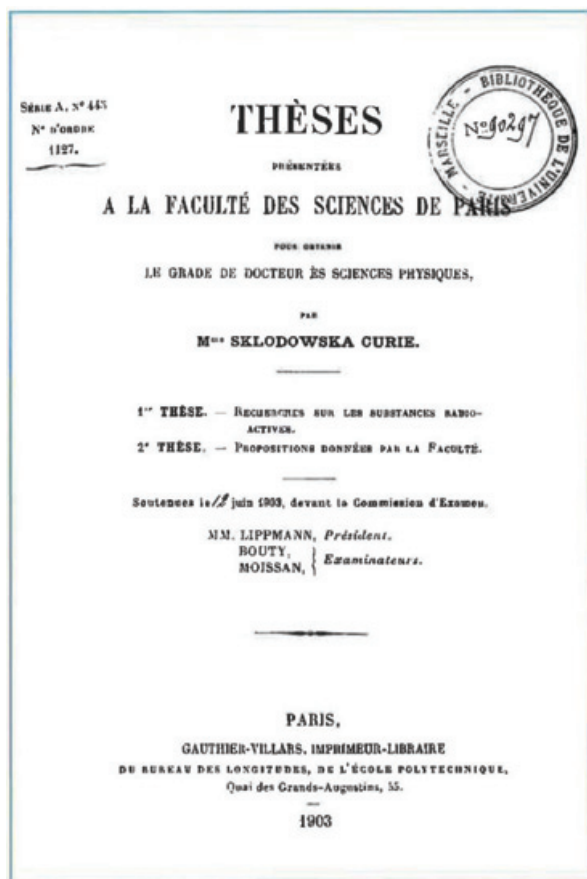 SÉRIE A, Nº 445
Nº D'ORDRE
1127.
THÈSES
PRÉSENTÉES
A LA FACULTÉ DES SCIENCES DE PARIS
POUR OBTENIR
LE GRADE DE DOCTEUR ÈS SCIENCES PHYSIQUES,
PAR
Mme SKLODOWSKA CURIE.
1re THÈSE. — RECHERCHES SUR LES SUBSTANCES RADIO-
ACTIVES.
2e THÈSE. — PROPOSITIONS DONNÉES PAR LA FACULTÉ.
Soutenues le 12 juin 1903, devant la Commission d'Examen.
MM. LIPPMANN, Président.
BOUTY,
MOISSAN, } Examinateurs.
PARIS,
GAUTHIER-VILLARS, IMPRIMEUR-LIBRAIRE
DU BUREAU DES LONGITUDES, DE L'ÉCOLE POLYTECHNIQUE,
Quai des Grands-Augustins, 55.
1903
BIBLIOTHÈQUE DE L'UNIVERSITÉ - MARSEILLE -
Nº 90297